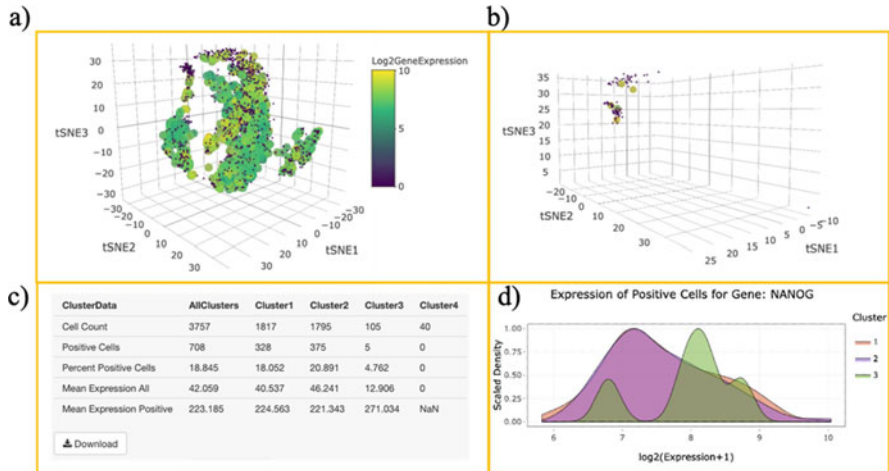 a)
Log2GeneExpression
10
5
0
tSNE3
30
20
10
0
−10
−20
−30
−30
−20
−10
0
10
20
30
tSNE2
−30
−20
−10
0
10
20
30
tSNE1
b)
tSNE3
35
30
25
20
15
10
5
−20
−10
0
10
20
30
tSNE2
−10
−5
0
5
10
15
20
25
tSNE1
c)
ClusterData AllClusters Cluster1 Cluster2 Cluster3 Cluster4
Cell Count 3757 1817 1795 105 40
Positive Cells 708 328 375 5 0
Percent Positive Cells 18.845 18.052 20.891 4.762 0
Mean Expression All 42.059 40.537 46.241 12.906 0
Mean Expression Positive 223.185 224.563 221.343 271.034 NaN
Download
d)
Expression of Positive Cells for Gene: NANOG
Cluster
1
2
3
Scaled Density
1.00
0.75
0.50
0.25
0.00
6 7 8 9 10
log2(Expression+1)